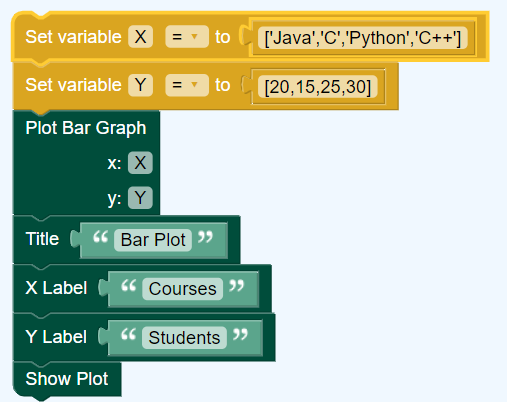 Set variable X = to ['Java','C','Python','C++']
Set variable Y = to [20,15,25,30]
Plot Bar Graph
x: X
y: Y
Title “ Bar Plot ”
X Label “ Courses ”
Y Label “ Students ”
Show Plot